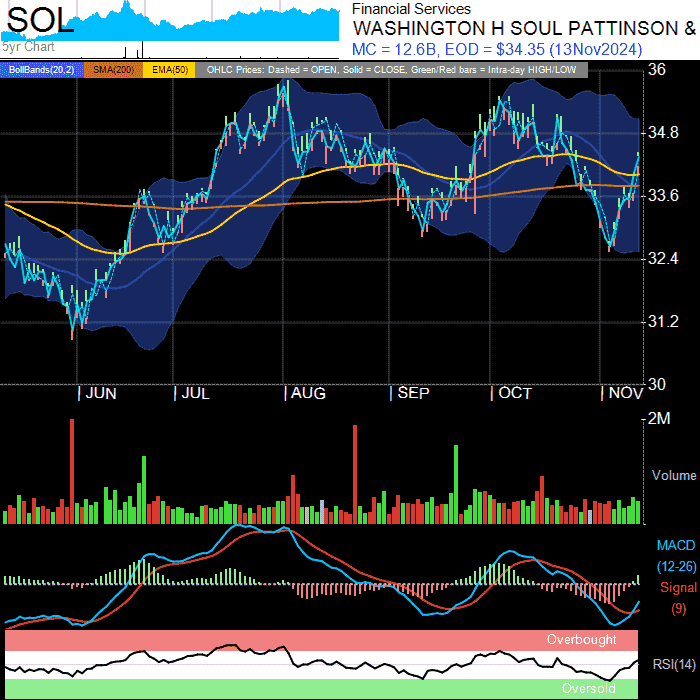 SOL
5yr Chart
Financial Services
WASHINGTON H SOUL PATTINSON &
MC = 12.6B, EOD = $34.35 (13Nov2024)
BollBands(20,2) SMA(200) EMA(50) OHLC Prices: Dashed = OPEN, Solid = CLOSE, Green/Red bars = Intra-day HIGH/LOW
36
34.8
33.6
32.4
31.2
30
| JUN | JUL | AUG | SEP | OCT | NOV
2M
Volume
MACD
(12-26)
Signal
(9)
Overbought
RSI(14)
Oversold